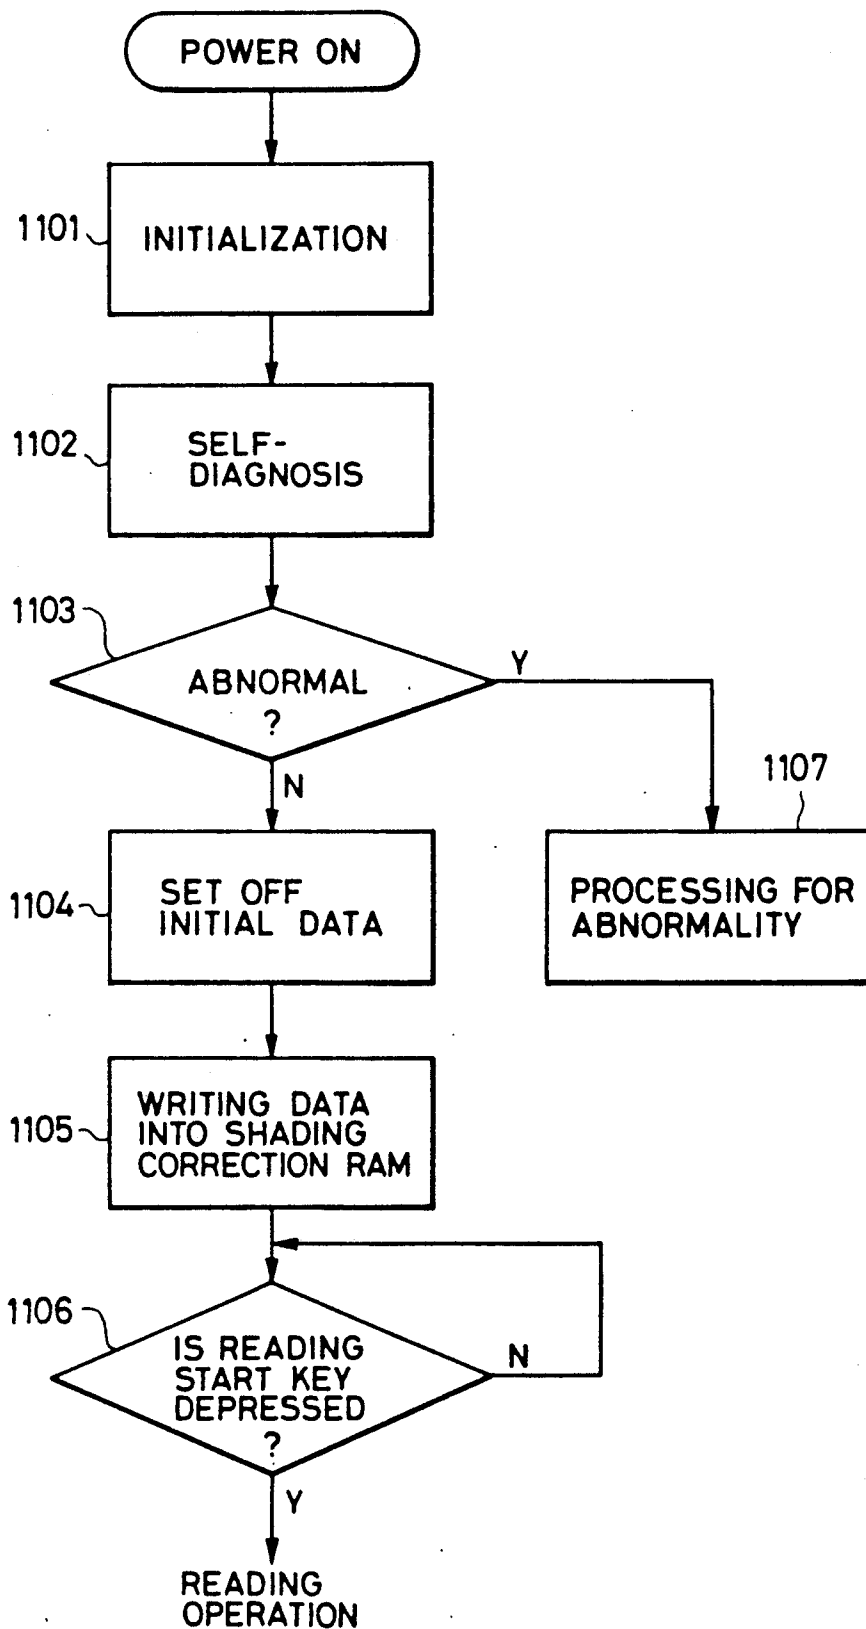 POWER ON
1101
INITIALIZATION
1102
SELF-
DIAGNOSIS
1103
ABNORMAL
?
Y
N
1107
1104
SET OFF
INITIAL DATA
PROCESSING FOR
ABNORMALITY
1105
WRITING DATA
INTO SHADING
CORRECTION RAM
1106
IS READING
START KEY
DEPRESSED
?
N
Y
READING
OPERATION